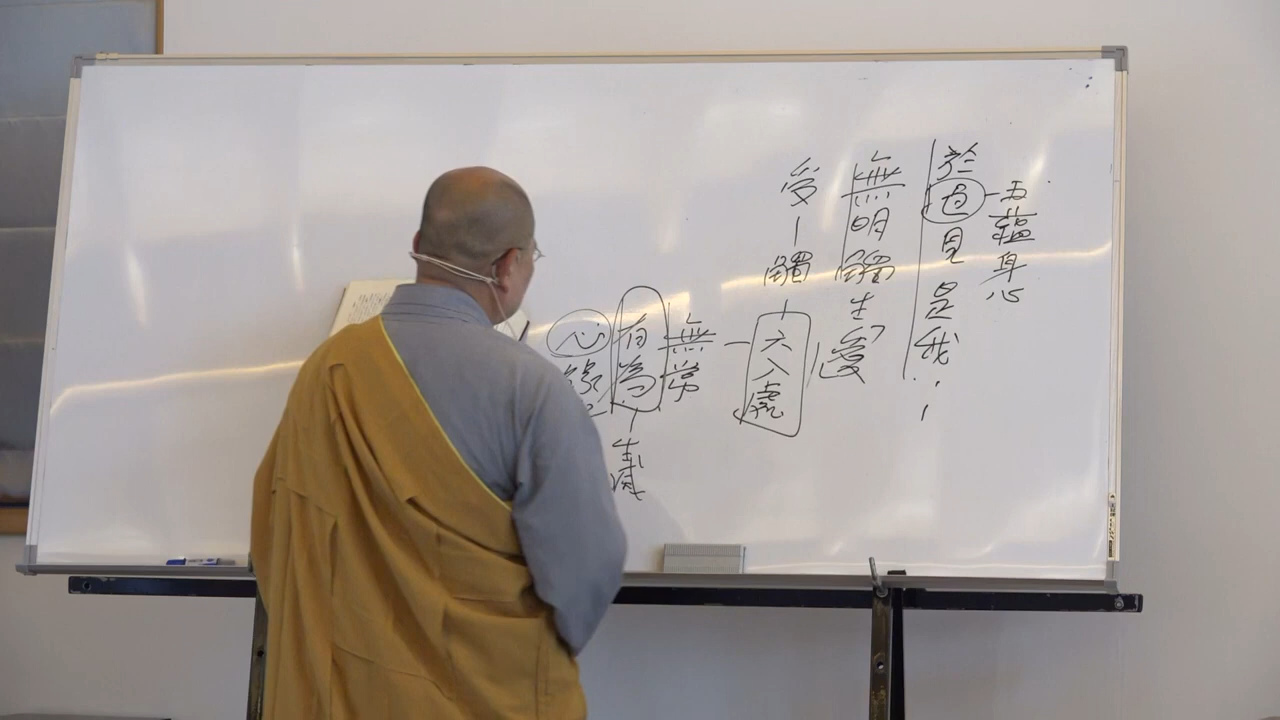 五蘊身心
於色見是我
無明觸生愛
受-觸-六入處
無常
有為-生滅
心緣